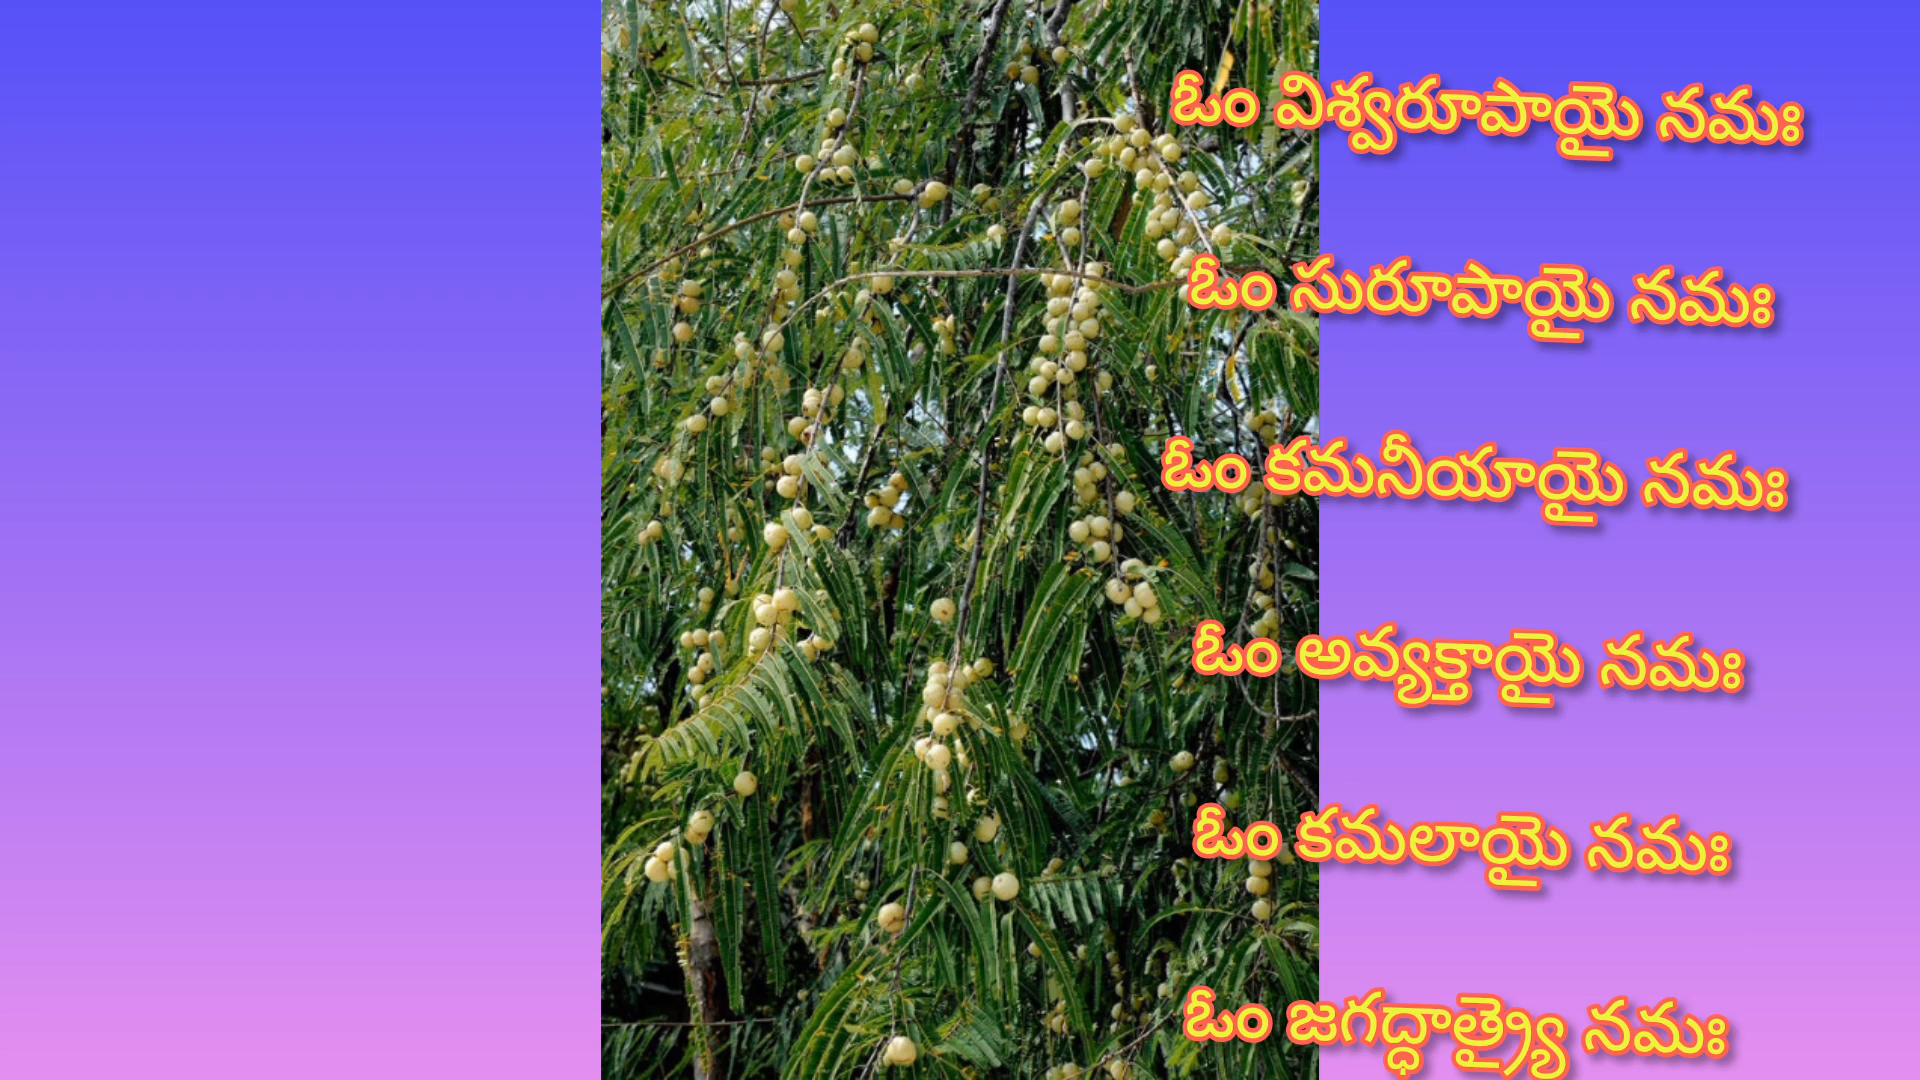 ఓం విశ్వరూపాయై నమః
ఓం సురూపాయై నమః
ఓం కమనీయాయై నమః
ఓం అవ్యక్తాయై నమః
ఓం కమలాయై నమః
ఓం జగద్ధాత్ర్యై నమః